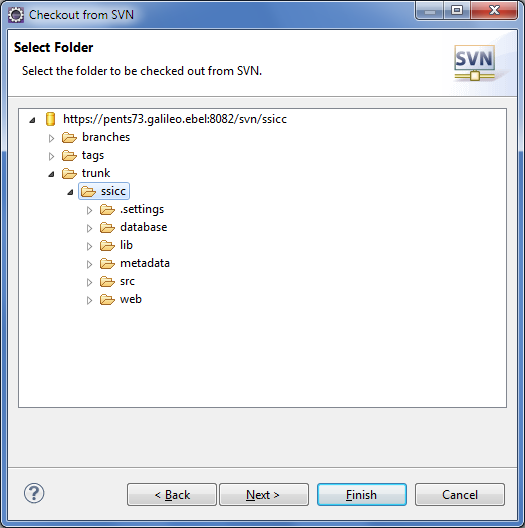 Checkout from SVN
Select Folder
Select the folder to be checked out from SVN.
SVN
https://pents73.galileo.ebel:8082/svn/ssicc
branches
tags
trunk
ssicc
.settings
database
lib
metadata
src
web
?
< Back
Next >
Finish
Cancel